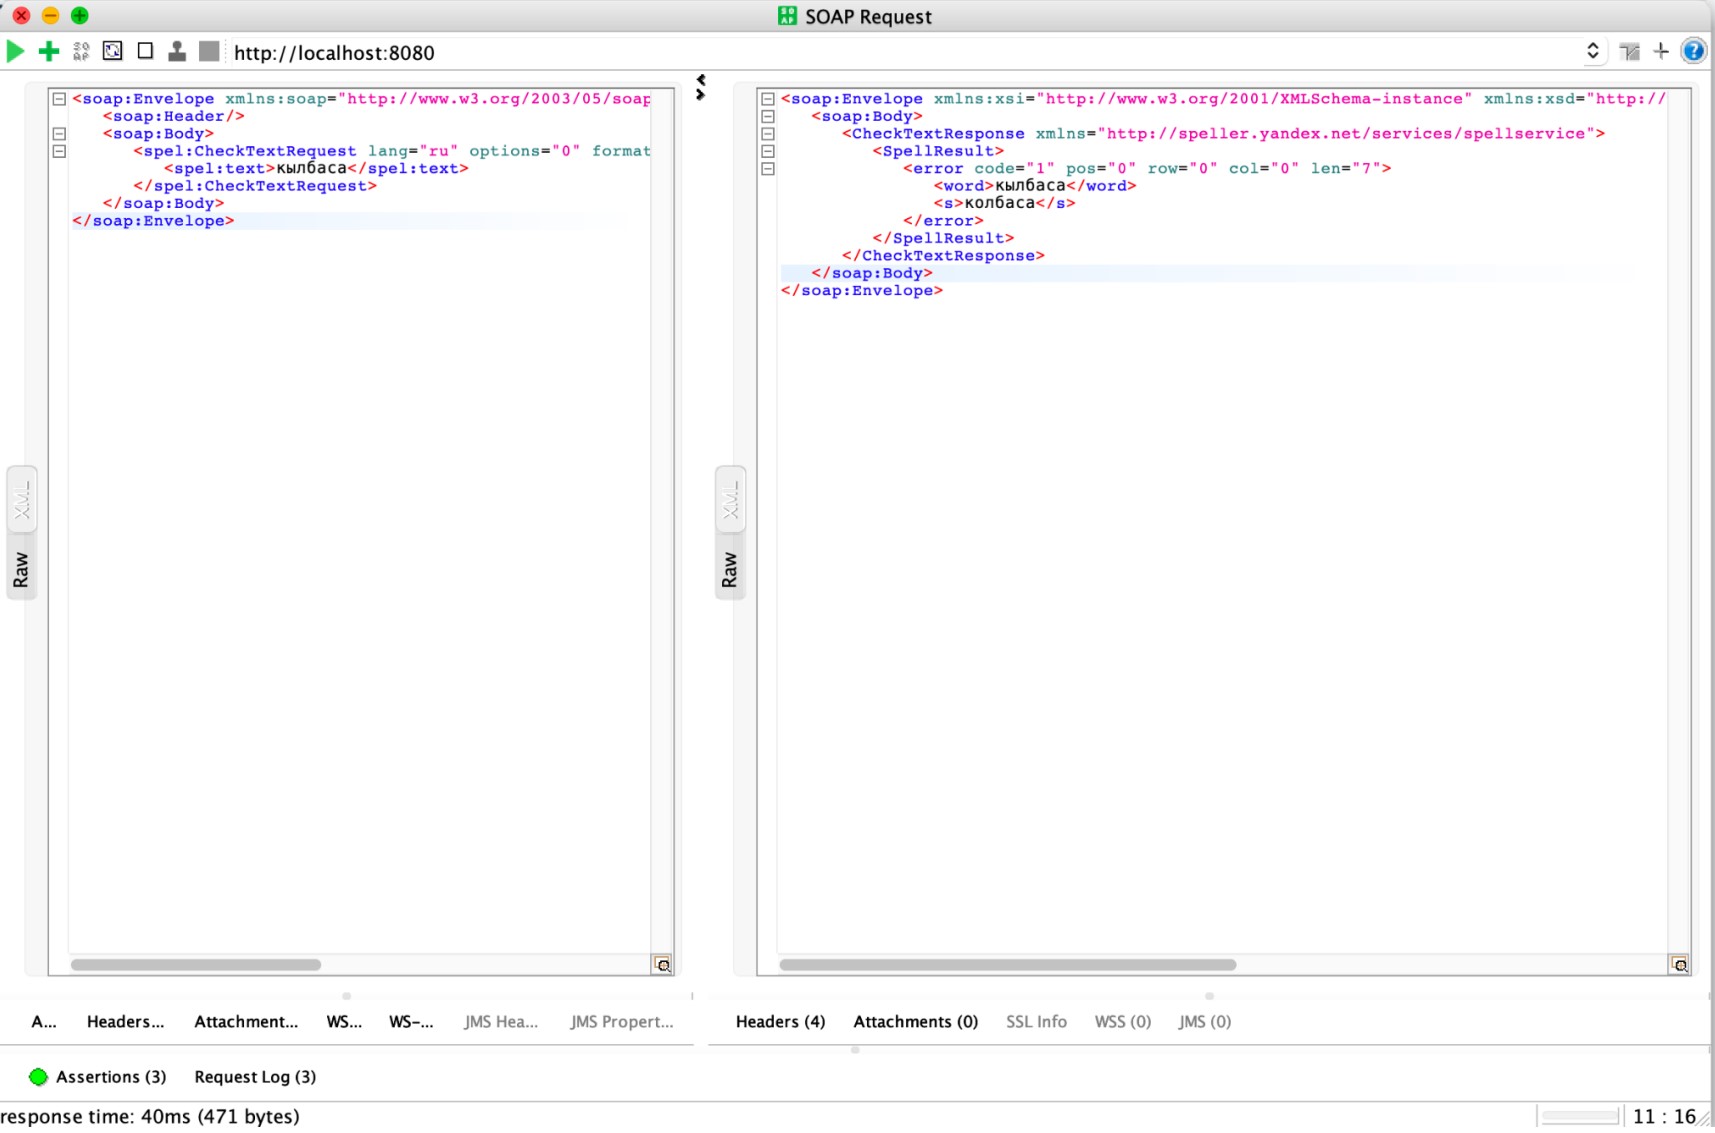 SOAP Request
http://localhost:8080
<soap:Envelope xmlns:soap="http://www.w3.org/2003/05/soap
<soap:Header/>
<soap:Body>
<spel:CheckTextRequest lang="ru" options="0" format
<spel:text>кылбаса</spel:text>
</spel:CheckTextRequest>
</soap:Body>
</soap:Envelope>
XML
Raw
<soap:Envelope xmlns:xsi="http://www.w3.org/2001/XMLSchema-instance" xmlns:xsd="http://
<soap:Body>
<CheckTextResponse xmlns="http://speller.yandex.net/services/spellservice">
<SpellResult>
<error code="1" pos="0" row="0" col="0" len="7">
<word>кылбаса</word>
<s>колбаса</s>
</error>
</SpellResult>
</CheckTextResponse>
</soap:Body>
</soap:Envelope>
XML
Raw
A... Headers... Attachment... WS... WS-... JMS Hea... JMS Propert...
Headers (4) Attachments (0) SSL Info WSS (0) JMS (0)
Assertions (3) Request Log (3)
response time: 40ms (471 bytes)
11 : 16